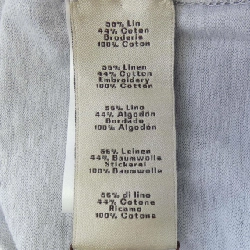 56% Lin
44% Coton
Broderie
100% Coton
56% Linen
44% Cotton
Embroidery
100% Cotton
56% Lino
44% Algodón
Bordado
100% Algodón
56% Leinen
44% Baumwolle
Stickerei
100% Baumwolle
56% di lino
44% Cotone
Ricamo
100% Cotone